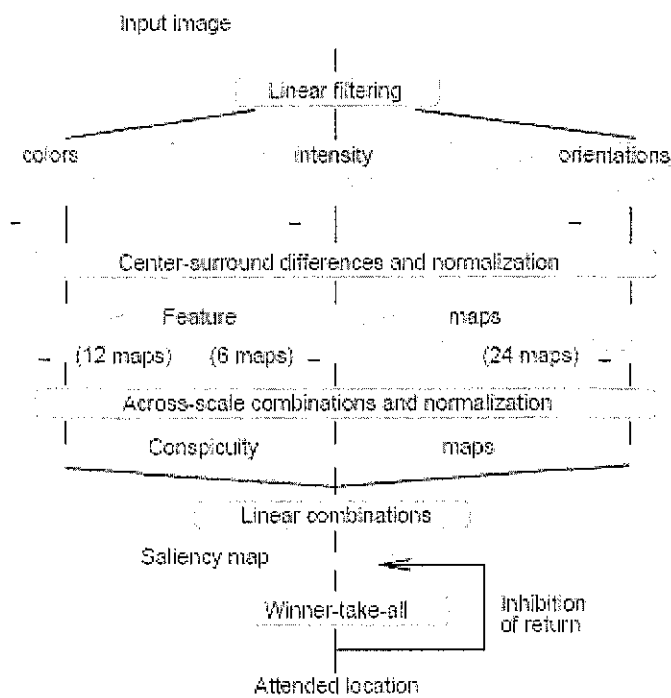 Input image
Linear filtering
colors intensity orientations
Center-surround differences and normalization
Feature maps
(12 maps) (6 maps) (24 maps)
Across-scale combinations and normalization
Conspicuity maps
Linear combinations
Saliency map
Winner-take-all
Inhibition
of return
Attended location